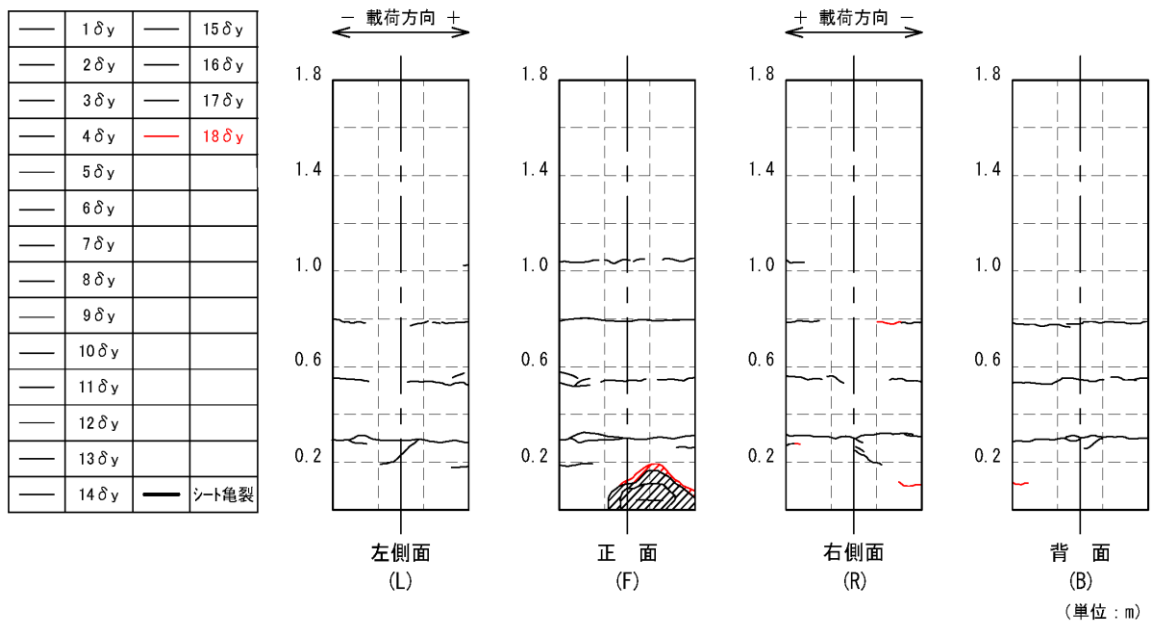 1δy 15δy
2δy 16δy
3δy 17δy
4δy 18δy
5δy
6δy
7δy
8δy
9δy
10δy
11δy
12δy
13δy
14δy シート亀裂
− 載荷方向 +
1.8
1.4
1.0
0.6
0.2
左側面
(L)
1.8
1.4
1.0
0.6
0.2
正 面
(F)
+ 載荷方向 −
1.8
1.4
1.0
0.6
0.2
右側面
(R)
1.8
1.4
1.0
0.6
0.2
背 面
(B)
(単位：m)